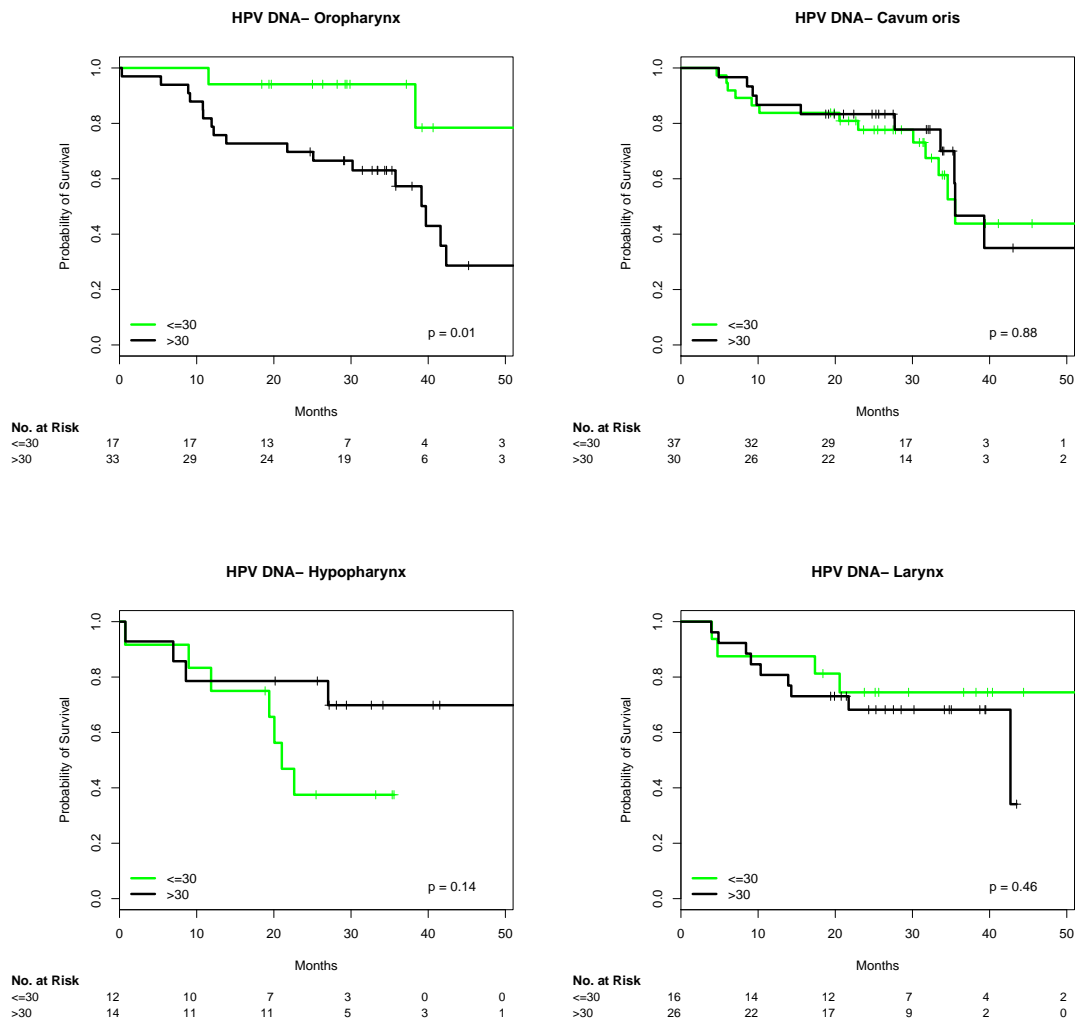 HPV DNA− Oropharynx
Probability of Survival
1.0
0.8
0.6
0.4
0.2
0.0
<=30
>30
p = 0.01
0 10 20 30 40 50
Months
No. at Risk
<=30 17 17 13 7 4 3
>30 33 29 24 19 6 3
HPV DNA− Cavum oris
Probability of Survival
1.0
0.8
0.6
0.4
0.2
0.0
<=30
>30
p = 0.88
0 10 20 30 40 50
Months
No. at Risk
<=30 37 32 29 17 3 1
>30 30 26 22 14 3 2
HPV DNA− Hypopharynx
Probability of Survival
1.0
0.8
0.6
0.4
0.2
0.0
<=30
>30
p = 0.14
0 10 20 30 40 50
Months
No. at Risk
<=30 12 10 7 3 0 0
>30 14 11 11 5 3 1
HPV DNA− Larynx
Probability of Survival
1.0
0.8
0.6
0.4
0.2
0.0
<=30
>30
p = 0.46
0 10 20 30 40 50
Months
No. at Risk
<=30 16 14 12 7 4 2
>30 26 22 17 9 2 0